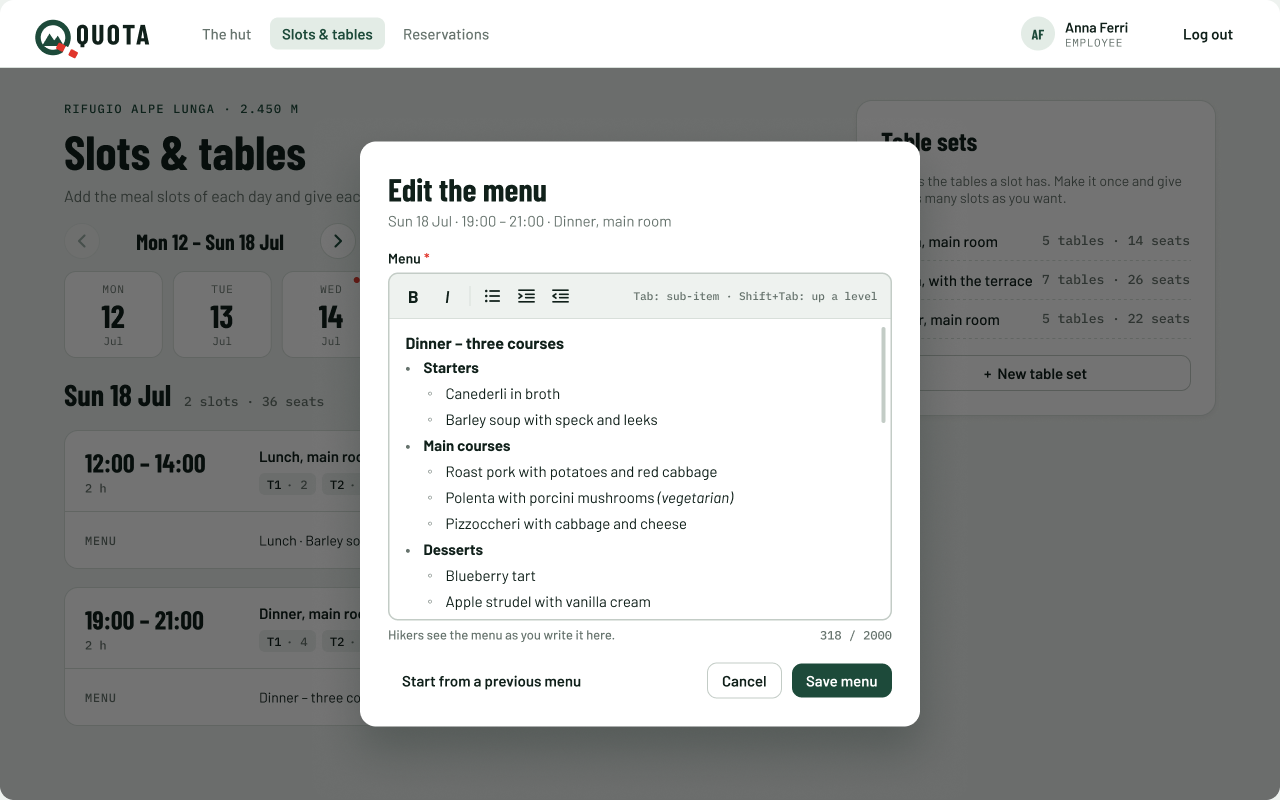 QUOTA
The hut
Slots & tables
Reservations
AF
Anna Ferri
EMPLOYEE
Log out
RIFUGIO ALPE LUNGA · 2.450 M
Slots & tables
Add the meal slots of each day and give eac
Mon 12 – Sun 18 Jul
MON
12
Jul
TUE
13
Jul
WED
14
Jul
Sun 18 Jul
2 slots · 36 seats
12:00 – 14:00
2 h
Lunch, main roo
T1 · 2
T2 ·
MENU
Lunch · Barley so
19:00 – 21:00
2 h
Dinner, main roo
T1 · 4
T2 ·
MENU
Dinner – three co
Edit the menu
Sun 18 Jul · 19:00 – 21:00 · Dinner, main room
Menu *
B
I
Tab: sub-item · Shift+Tab: up a level
Dinner – three courses
• Starters
◦ Canederli in broth
◦ Barley soup with speck and leeks
• Main courses
◦ Roast pork with potatoes and red cabbage
◦ Polenta with porcini mushrooms (vegetarian)
◦ Pizzoccheri with cabbage and cheese
• Desserts
◦ Blueberry tart
◦ Apple strudel with vanilla cream
Hikers see the menu as you write it here.
318 / 2000
Start from a previous menu
Cancel
Save menu
Table sets
s the tables a slot has. Make it once and give
many slots as you want.
, main room
5 tables · 14 seats
, with the terrace
7 tables · 26 seats
r, main room
5 tables · 22 seats
+ New table set